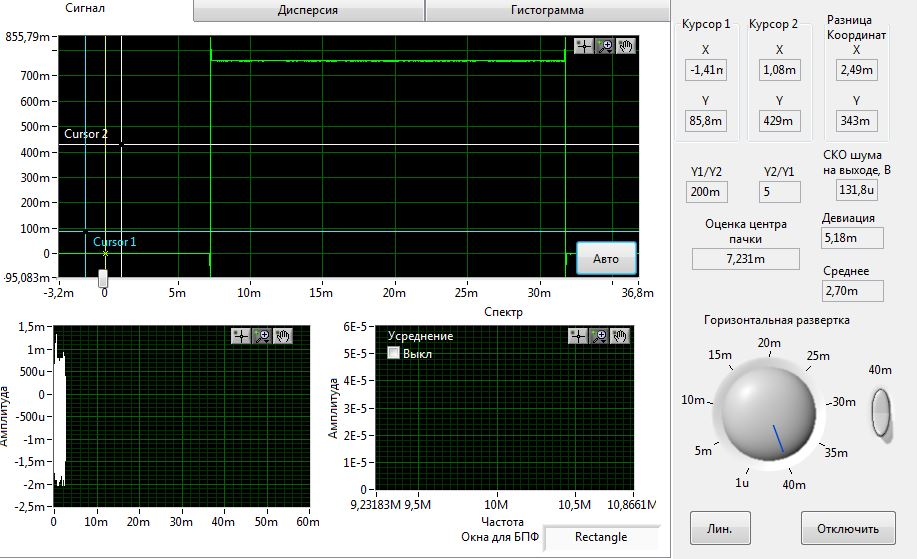 Сигнал
Дисперсия
Гистограмма
855,79m
700m
600m
500m
400m
300m
200m
100m
0
-95,083m
Cursor 2
Cursor 1
Авто
-3,2m 0 5m 10m 15m 20m 25m 30m 36,8m
Курсор 1
X
-1,41m
Y
85,8m
Курсор 2
X
1,08m
Y
429m
Разница
Координат
X
2,49m
Y
343m
Y1/Y2
200m
Y2/Y1
5
СКО шума
на выходе, В
131,8u
Оценка центра
пачки
7,231m
Девиация
5,18m
Среднее
2,70m
Амплитуда
1,5m
1m
500u
0
-500u
-1m
-1,5m
-2m
-2,5m
0 10m 20m 30m 40m 50m 60m
Спектр
Усреднение
Выкл
Амплитуда
6E-5
5E-5
4E-5
3E-5
2E-5
1E-5
0
9,23183M 9,5M 10M 10,5M 10,8661M
Частота
Окна для БПФ
Rectangle
Горизонтальная развертка
1u
5m
10m
15m
20m
25m
30m
35m
40m
40m
Лин.
Отключить